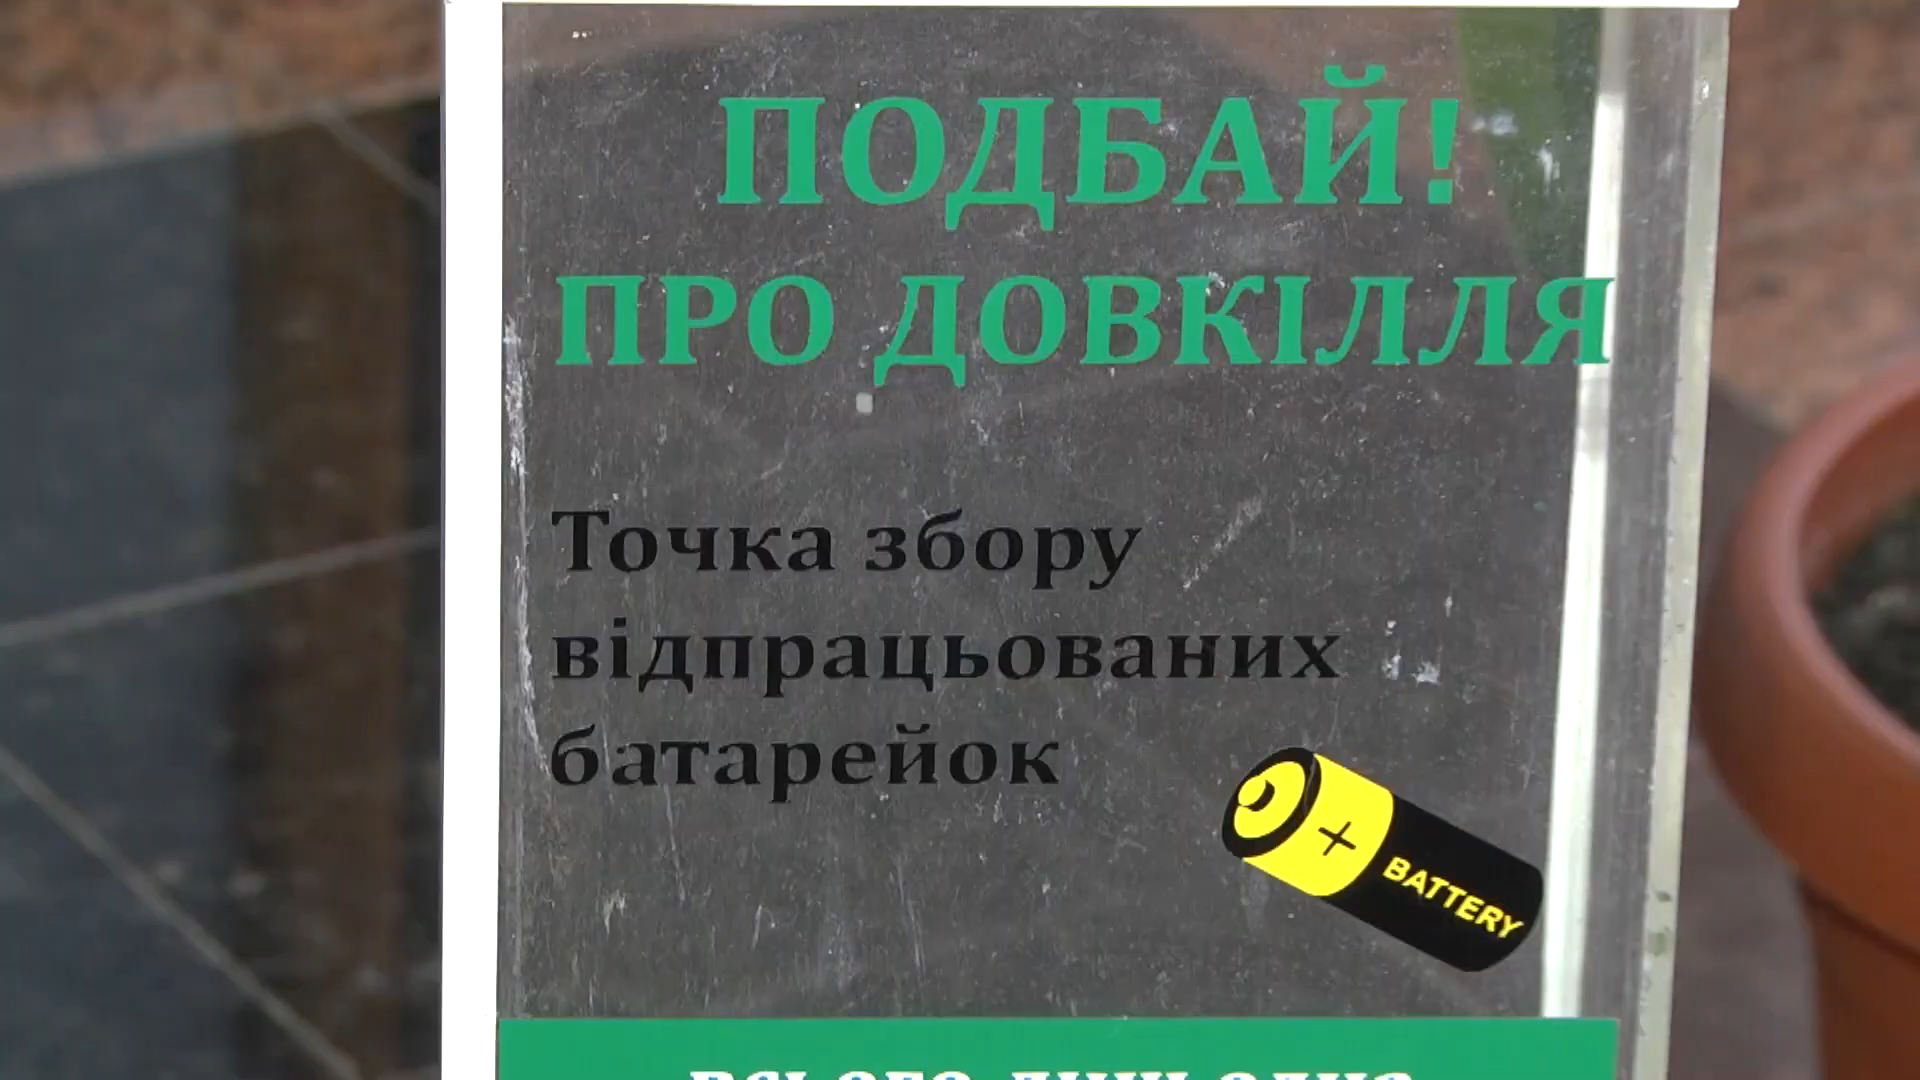 ПОДБАЙ!
ПРО ДОВКІЛЛЯ
Точка збору
відпрацьованих
батарейок
BATTERY